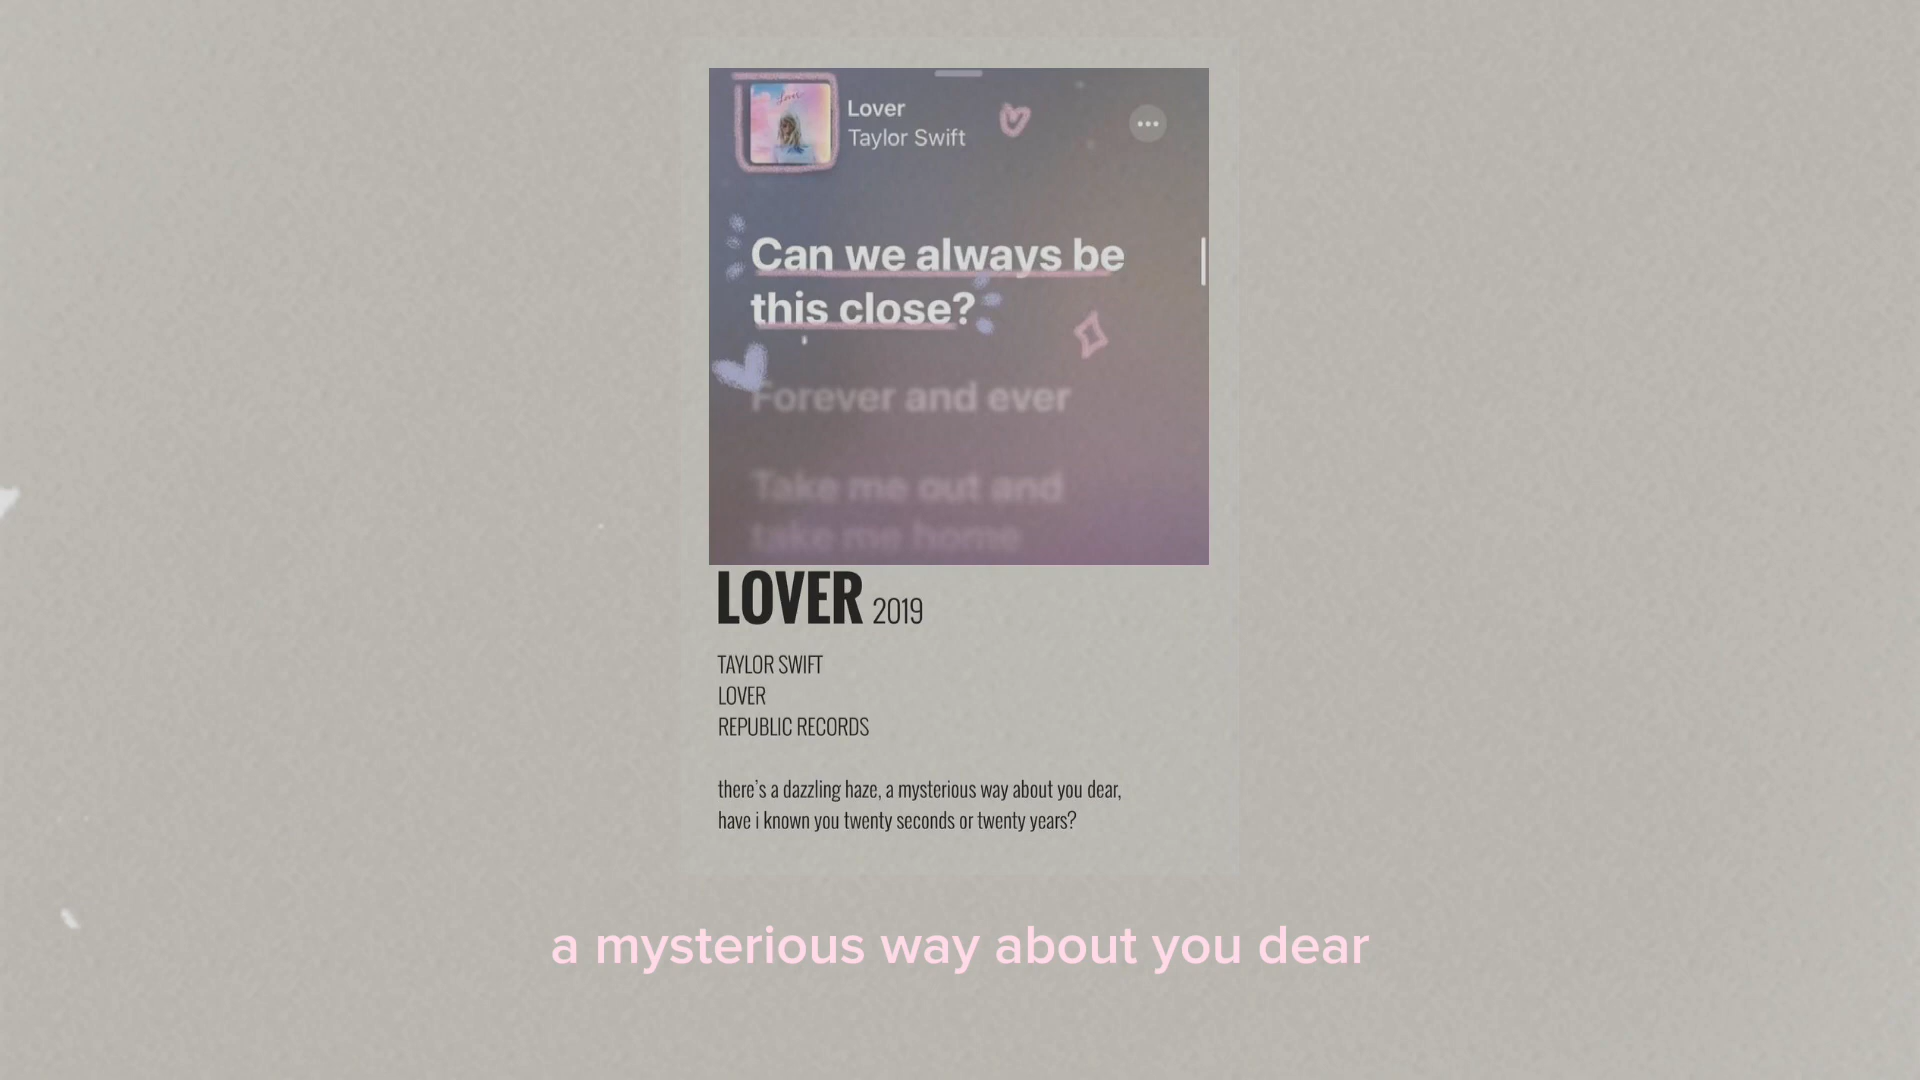 Lover
Lover
Taylor Swift
Can we always be
this close?
Forever and ever
Take me out and
take me home
LOVER 2019
TAYLOR SWIFT
LOVER
REPUBLIC RECORDS
there's a dazzling haze, a mysterious way about you dear,
have i known you twenty seconds or twenty years?
a mysterious way about you dear